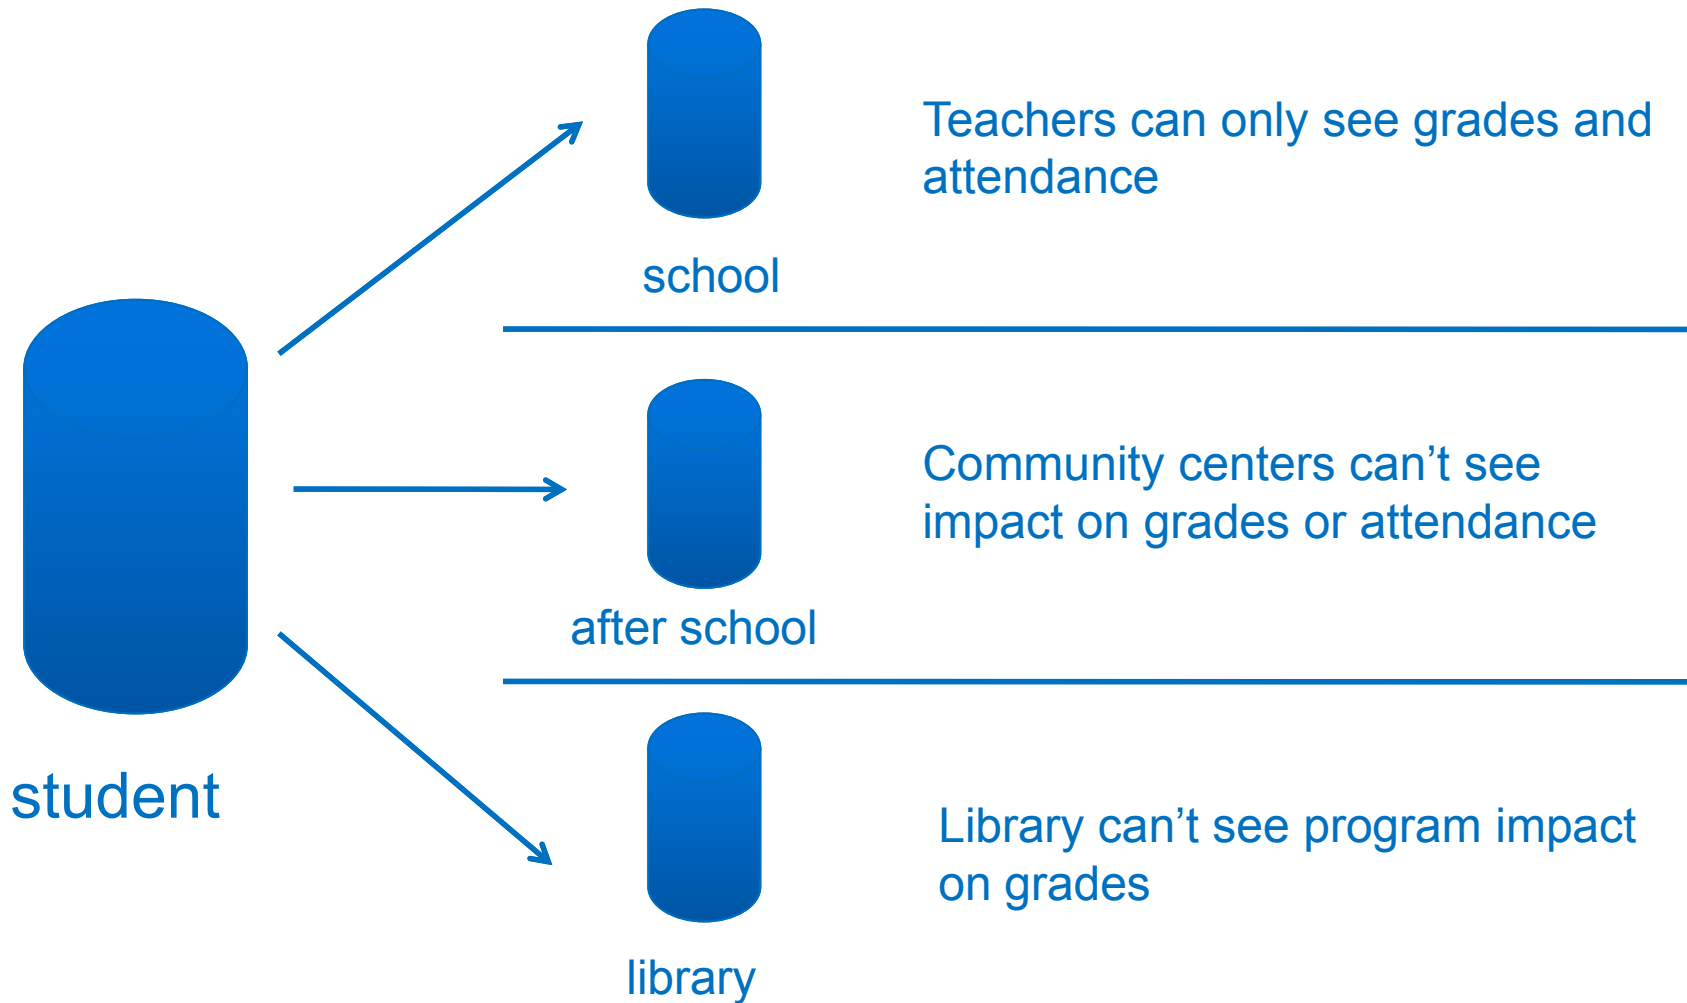 Teachers can only see grades and
attendance
school
Community centers can’t see
impact on grades or attendance
after school
student
Library can’t see program impact
on grades
library